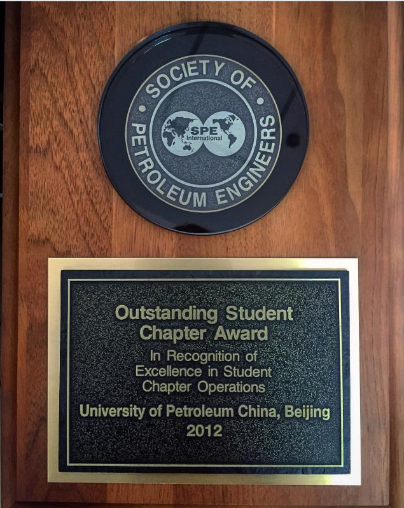 SOCIETY OF
PETROLEUM ENGINEERS
SPE
International
Outstanding Student
Chapter Award
In Recognition of
Excellence in Student
Chapter Operations
University of Petroleum China, Beijing
2012